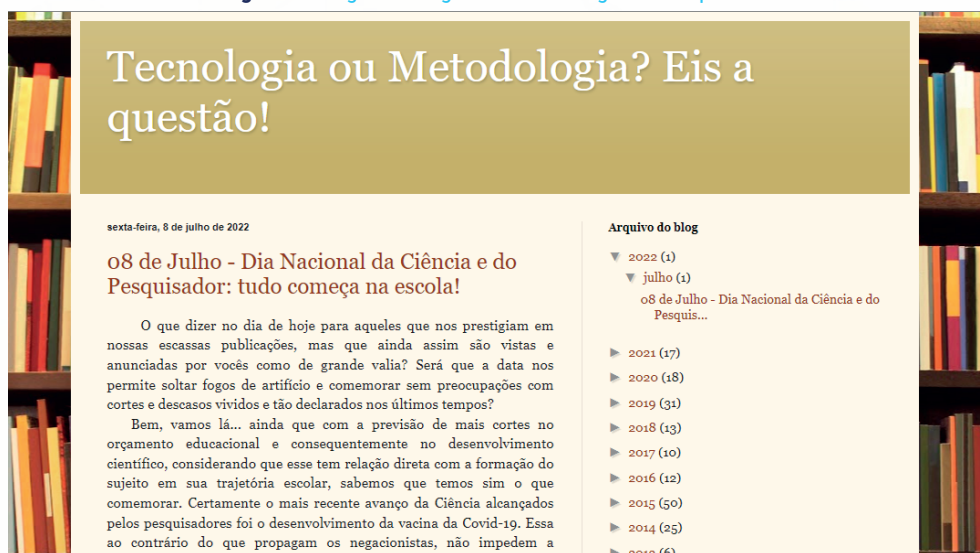 Tecnologia ou Metodologia? Eis a
questão!
sexta-feira, 8 de julho de 2022
08 de Julho - Dia Nacional da Ciência e do
Pesquisador: tudo começa na escola!
O que dizer no dia de hoje para aqueles que nos prestigiam em
nossas escassas publicações, mas que ainda assim são vistas e
anunciadas por vocês como de grande valia? Será que a data nos
permite soltar fogos de artifício e comemorar sem preocupações com
cortes e descasos vividos e tão declarados nos últimos tempos?
Bem, vamos lá... ainda que com a previsão de mais cortes no
orçamento educacional e consequentemente no desenvolvimento
científico, considerando que esse tem relação direta com a formação do
sujeito em sua trajetória escolar, sabemos que temos sim o que
comemorar. Certamente o mais recente avanço da Ciência alcançados
pelos pesquisadores foi o desenvolvimento da vacina da Covid-19. Essa
ao contrário do que propagam os negacionistas, não impedem a
Arquivo do blog
▼ 2022 (1)
▼ julho (1)
08 de Julho - Dia Nacional da Ciência e do
Pesquis...
► 2021 (17)
► 2020 (18)
► 2019 (31)
► 2018 (13)
► 2017 (10)
► 2016 (12)
► 2015 (50)
► 2014 (25)